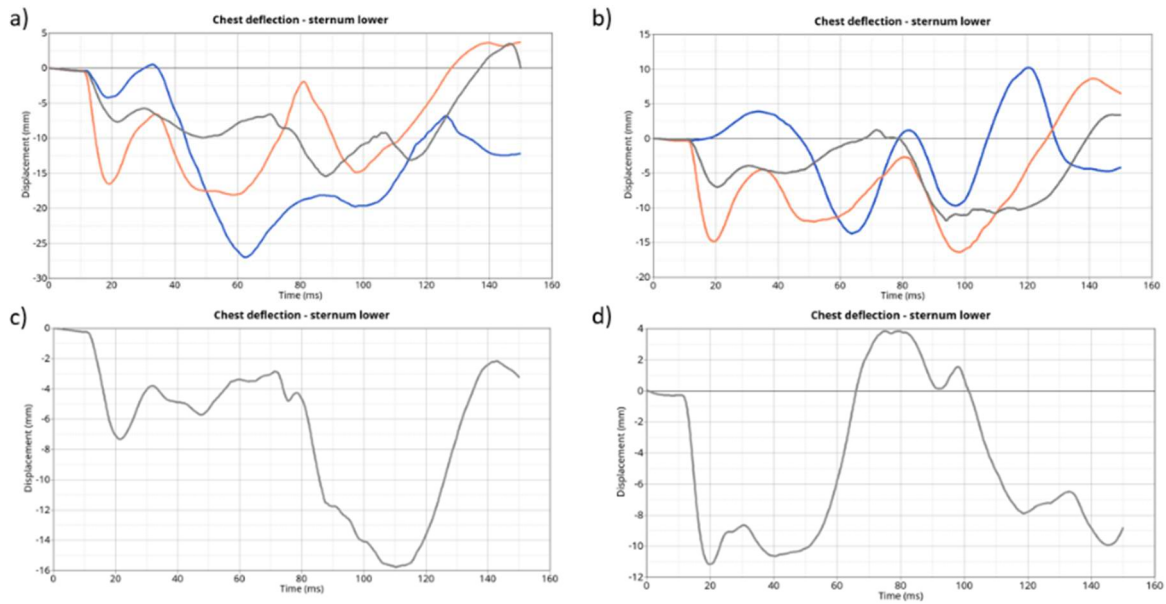 a)
Chest deflection - sternum lower
Displacement (mm)
5
0
-5
-10
-15
-20
-25
-30
0 20 40 60 80 100 120 140 160
Time (ms)
b)
Chest deflection - sternum lower
Displacement (mm)
15
10
5
0
-5
-10
-15
-20
0 20 40 60 80 100 120 140 160
Time (ms)
c)
Chest deflection - sternum lower
Displacement (mm)
0
-2
-4
-6
-8
-10
-12
-14
-16
0 20 40 60 80 100 120 140 160
Time (ms)
d)
Chest deflection - sternum lower
Displacement (mm)
4
2
0
-2
-4
-6
-8
-10
-12
0 20 40 60 80 100 120 140 160
Time (ms)